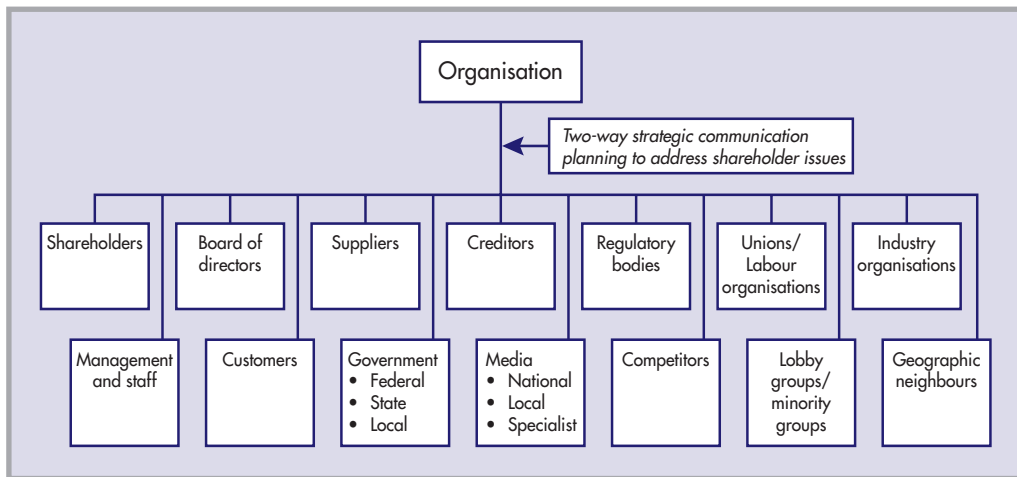 Organisation
Two-way strategic communication
planning to address shareholder issues
Shareholders
Board of
directors
Suppliers
Creditors
Regulatory
bodies
Unions/
Labour
organisations
Industry
organisations
Management
and staff
Customers
Government
• Federal
• State
• Local
Media
• National
• Local
• Specialist
Competitors
Lobby
groups/
minority
groups
Geographic
neighbours